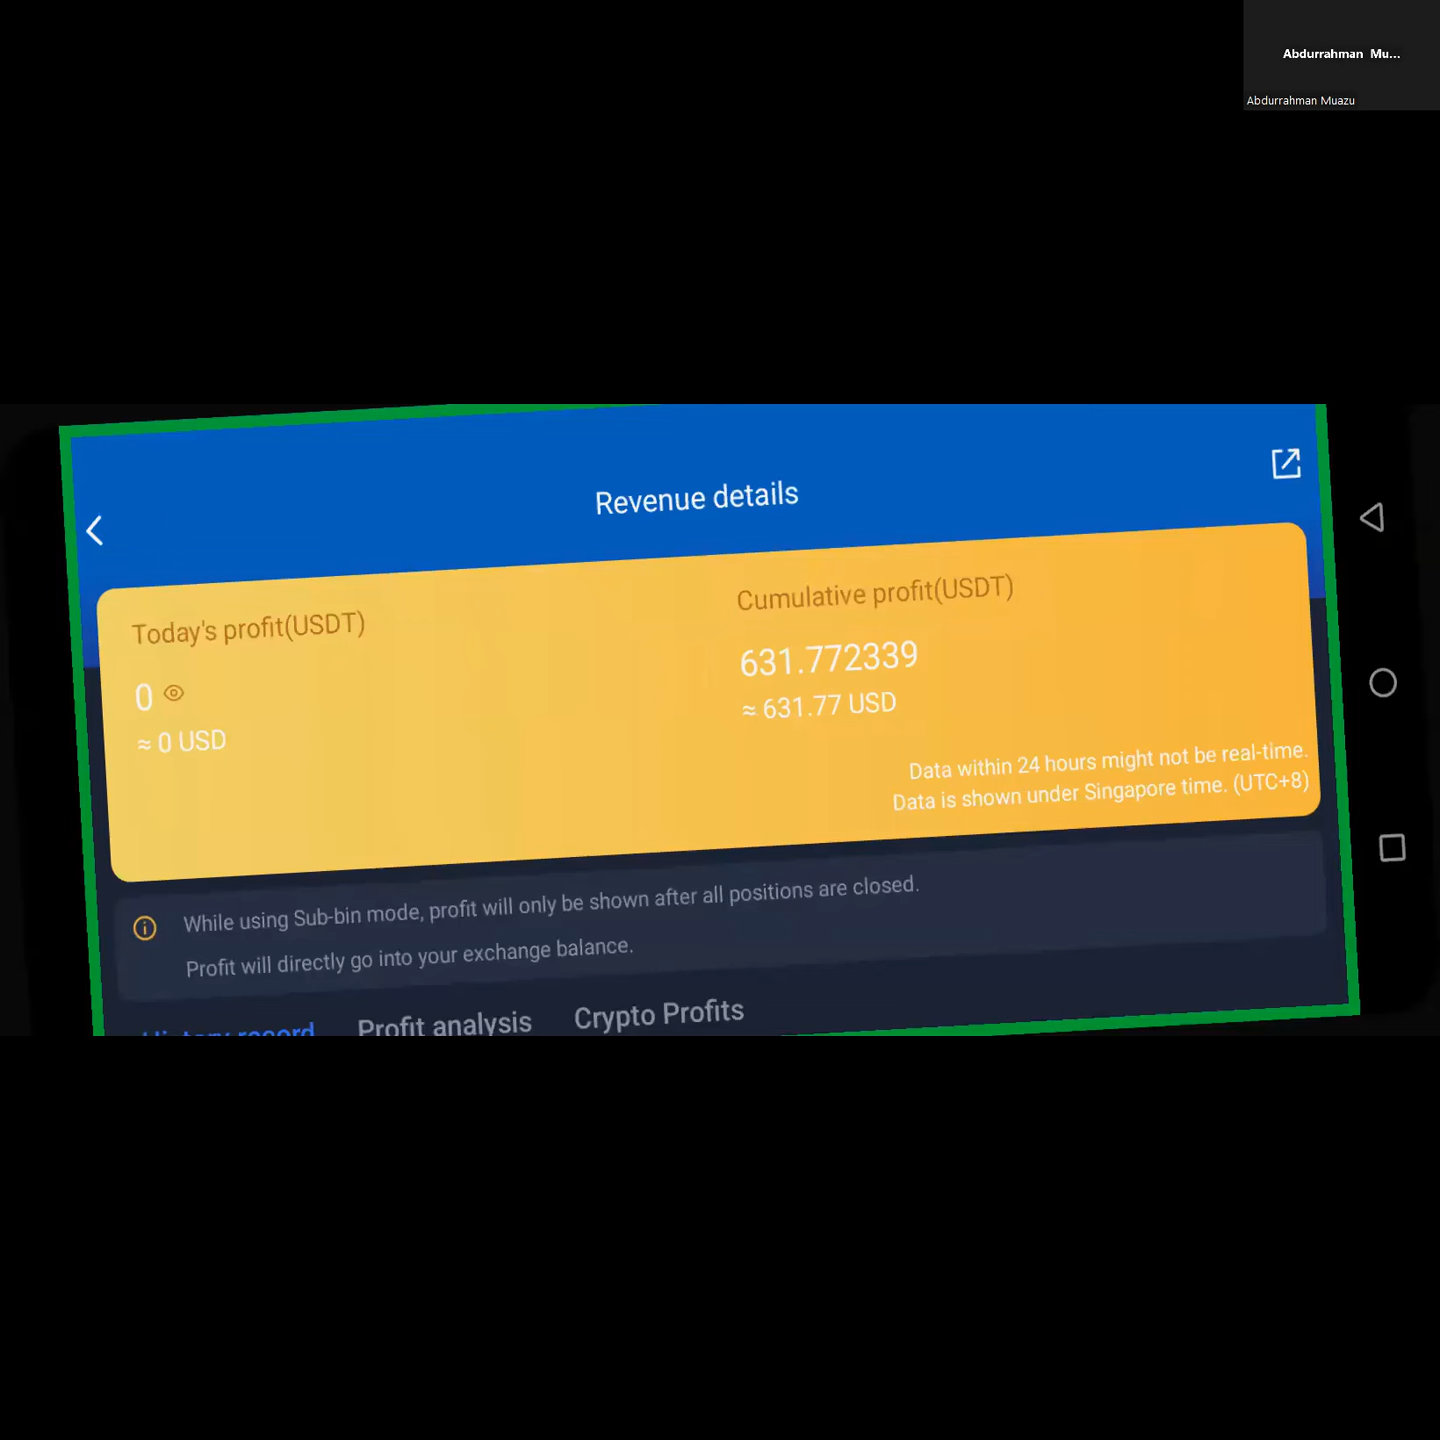 Abdurrahman Mu...
Abdurrahman Muazu
Revenue details
Today's profit(USDT)
0
≈ 0 USD
Cumulative profit(USDT)
631.772339
≈ 631.77 USD
Data within 24 hours might not be real-time.
Data is shown under Singapore time. (UTC+8)
While using Sub-bin mode, profit will only be shown after all positions are closed.
Profit will directly go into your exchange balance.
History record
Profit analysis
Crypto Profits